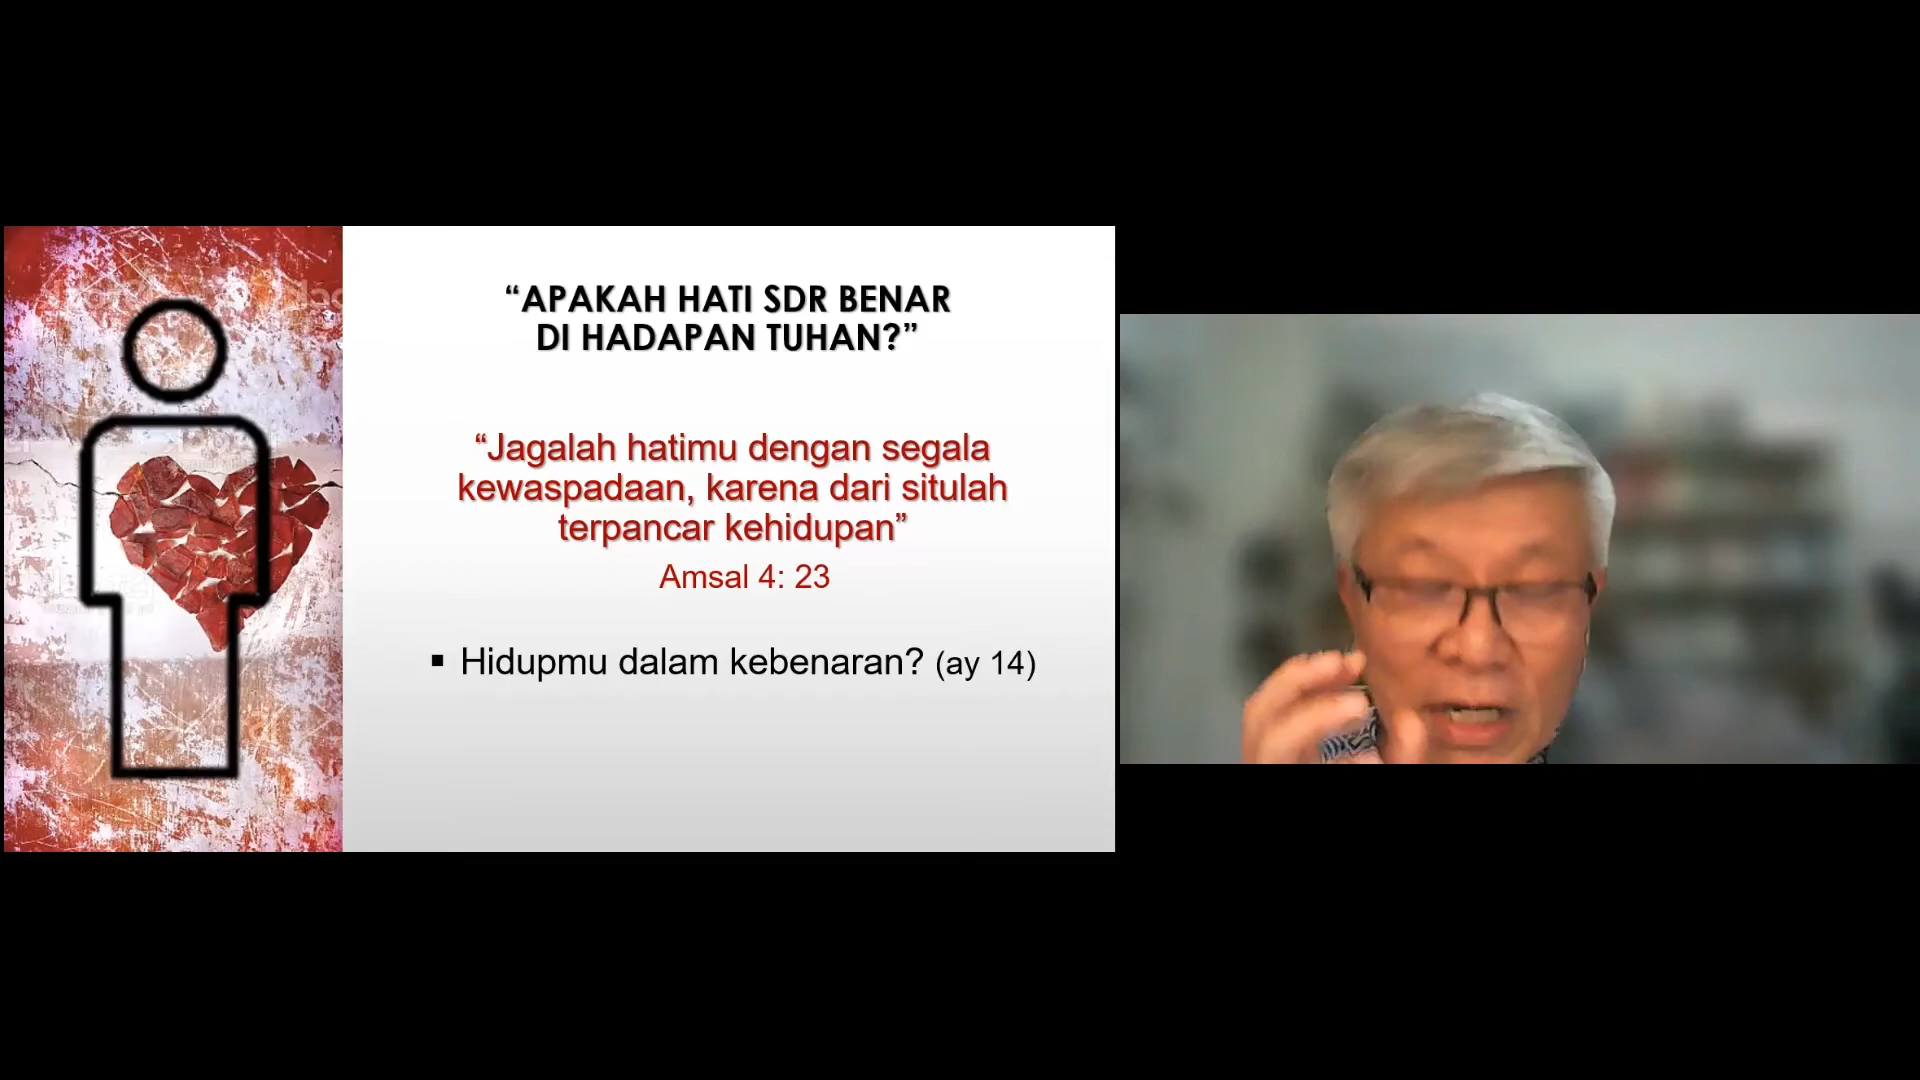 “APAKAH HATI SDR BENAR
DI HADAPAN TUHAN?”
“Jagalah hatimu dengan segala
kewaspadaan, karena dari situlah
terpancar kehidupan”
Amsal 4: 23
▪ Hidupmu dalam kebenaran? (ay 14)